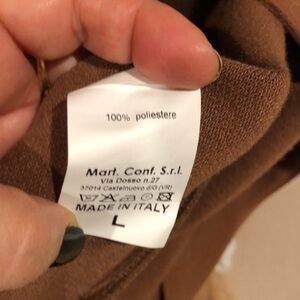 100% poliestere
Mart. Conf. S.r.l.
Via Dosso n.27
37014 Castelnuovo d/G (VR)
MADE IN ITALY
L